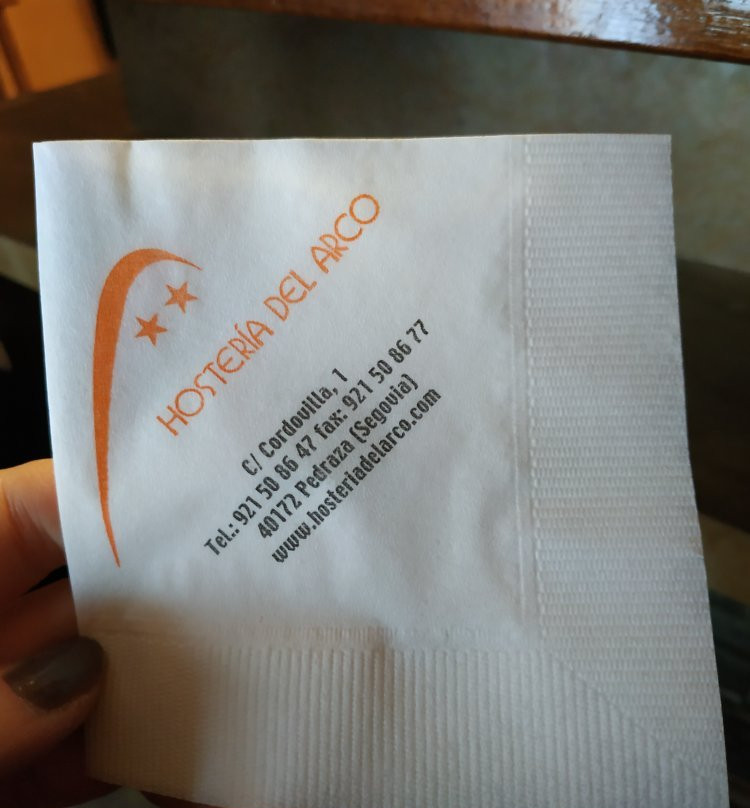 HOSTERÍA DEL ARCO
C/ Cordovilla, 1
Tel.: 921 50 86 47 fax: 921 50 86 77
40172 Pedraza (Segovia)
www.hosteriadelarco.com